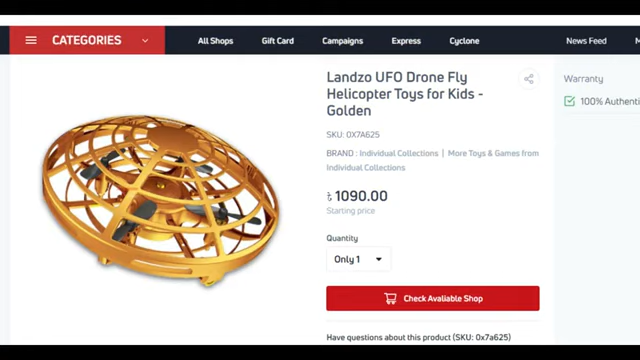 CATEGORIES
All Shops
Gift Card
Campaigns
Express
Cyclone
News Feed
Landzo UFO Drone Fly
Helicopter Toys for Kids -
Golden
SKU: 0X7A625
BRAND : Individual Collections | More Toys & Games from
Individual Collections
৳ 1090.00
Starting price
Quantity
Only 1
Check Avaliable Shop
Have questions about this product (SKU: 0x7a625)
Warranty
100% Authenti